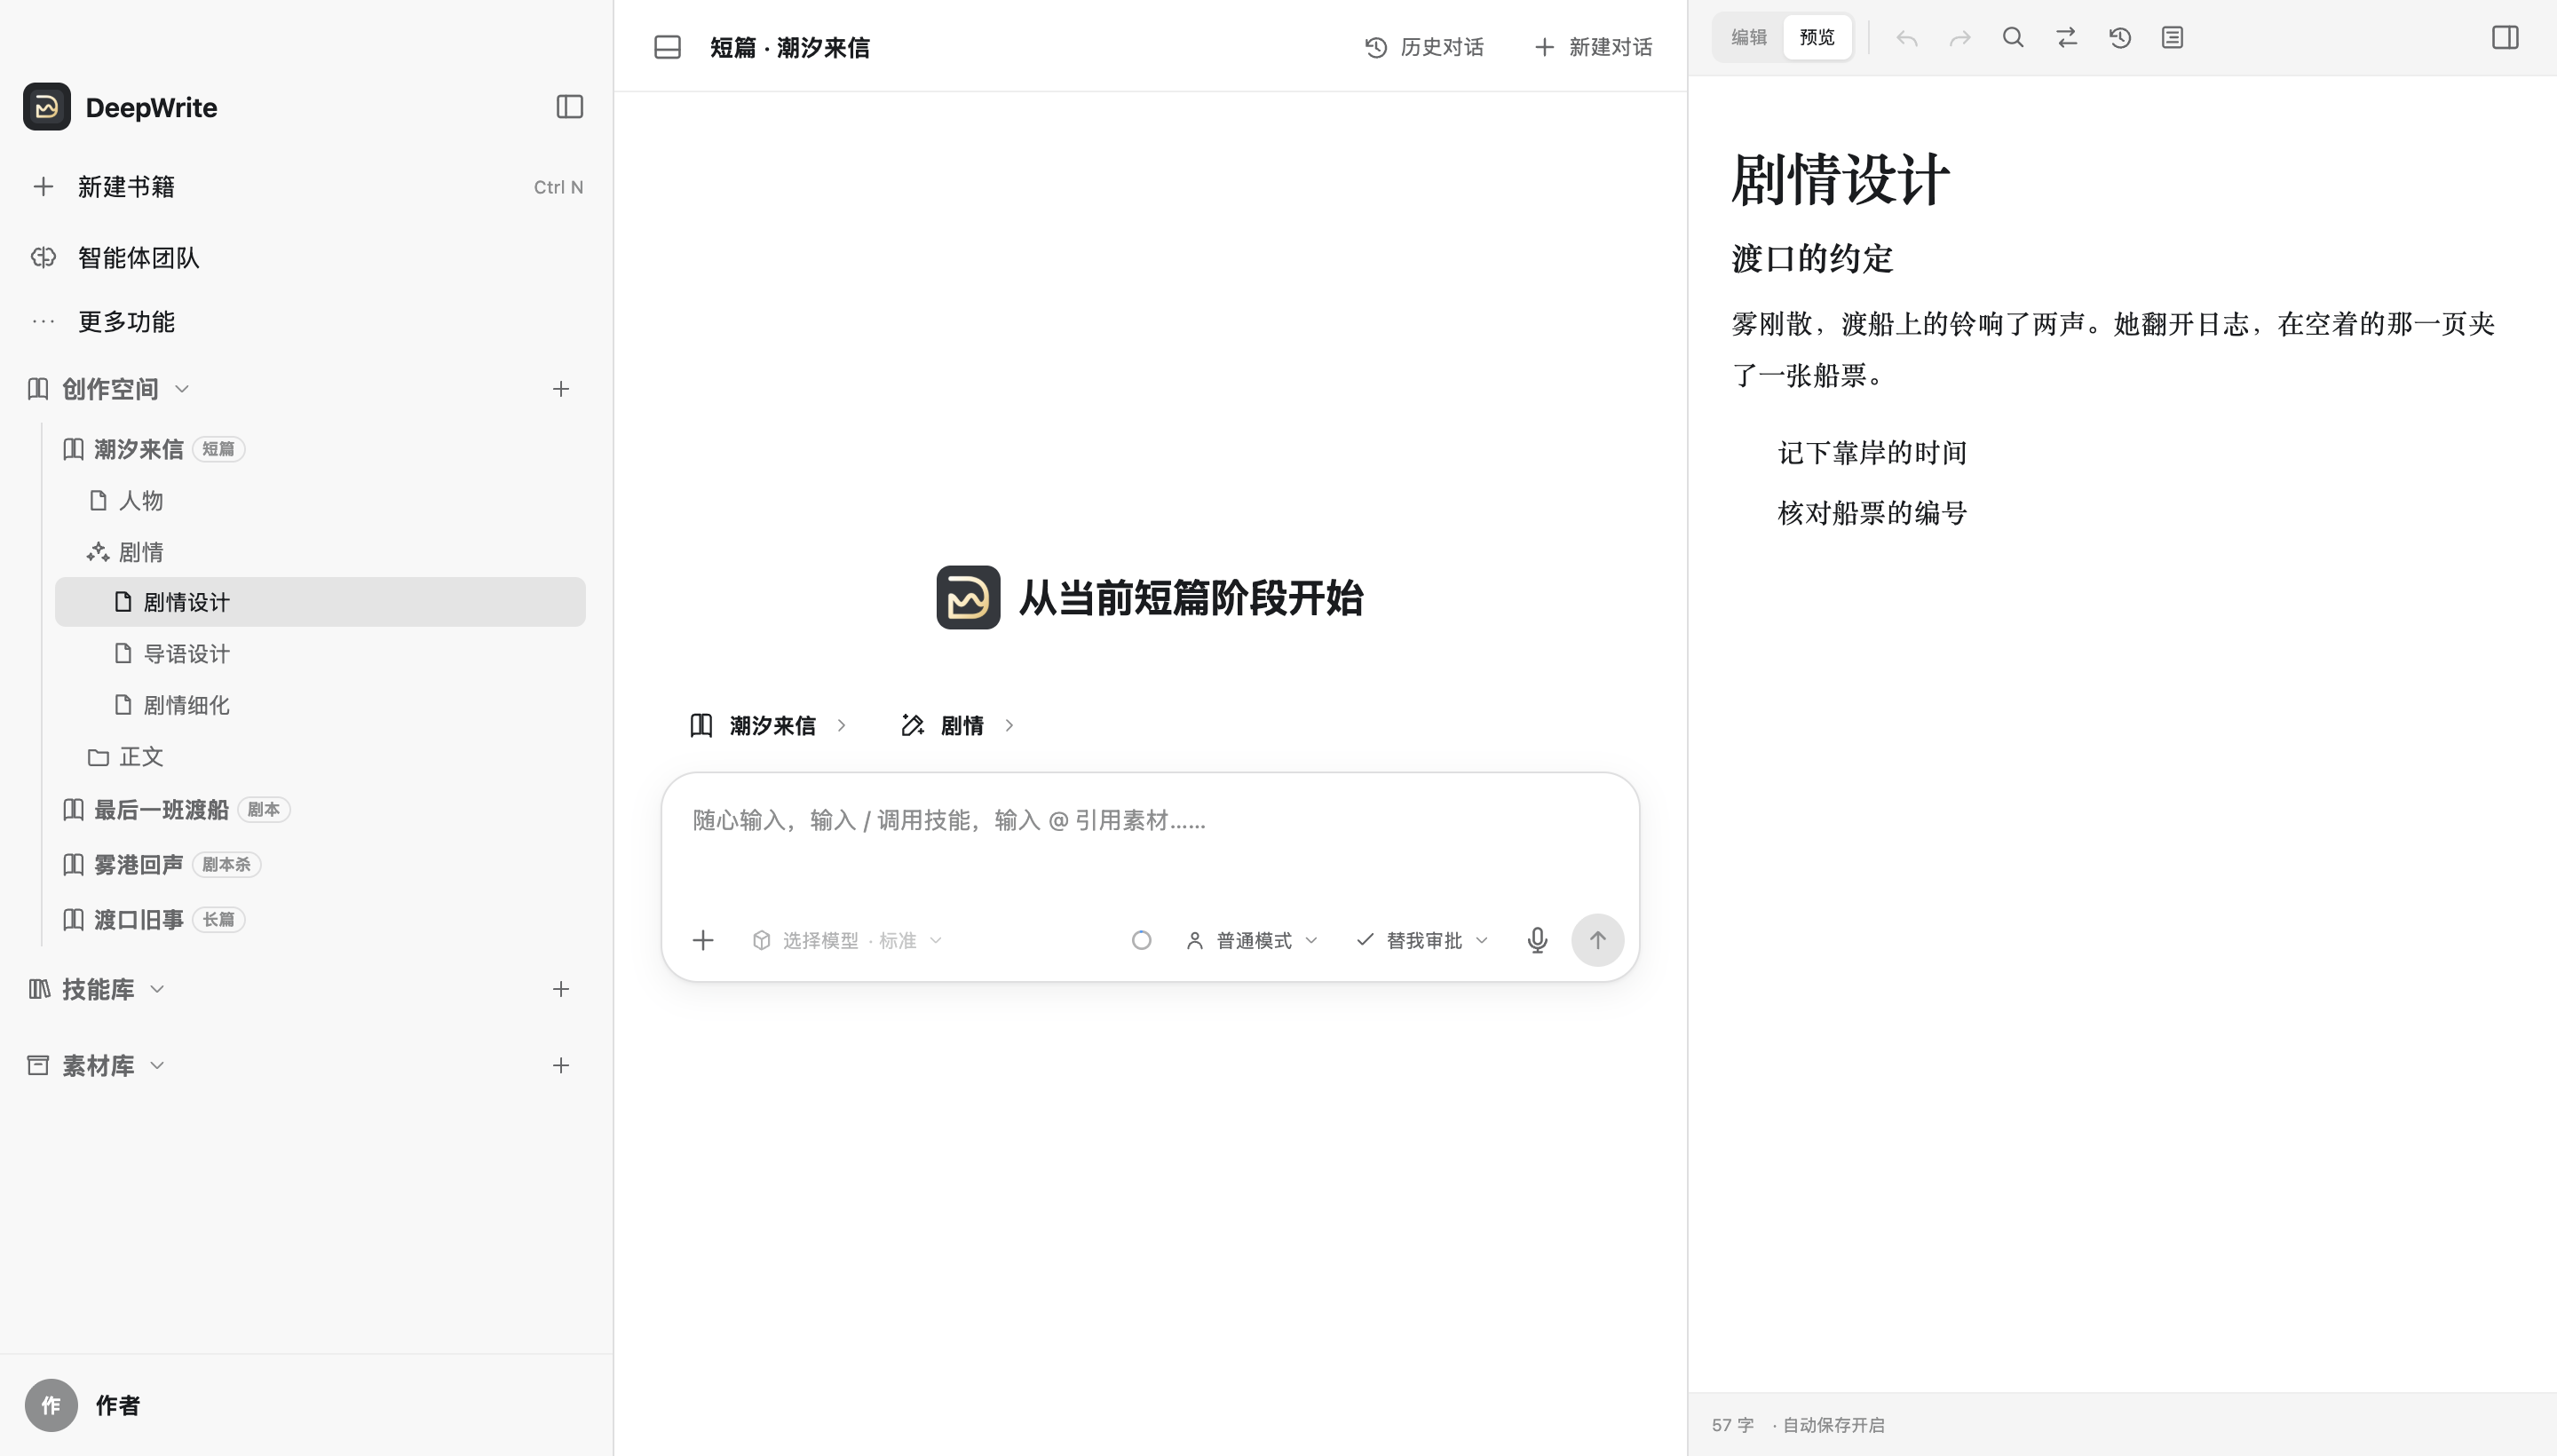 DeepWrite
新建书籍 Ctrl N
智能体团队
更多功能
创作空间
潮汐来信 短篇
人物
剧情
剧情设计
导语设计
剧情细化
正文
最后一班渡船 剧本
雾港回声 剧本杀
渡口旧事 长篇
技能库
素材库
作 作者
短篇 · 潮汐来信 历史对话 新建对话
从当前短篇阶段开始
潮汐来信 剧情
随心输入，输入 / 调用技能，输入 @ 引用素材……
选择模型 · 标准 普通模式 替我审批
编辑 预览
剧情设计
渡口的约定
雾刚散，渡船上的铃响了两声。她翻开日志，在空着的那一页夹
了一张船票。
记下靠岸的时间
核对船票的编号
57 字 · 自动保存开启